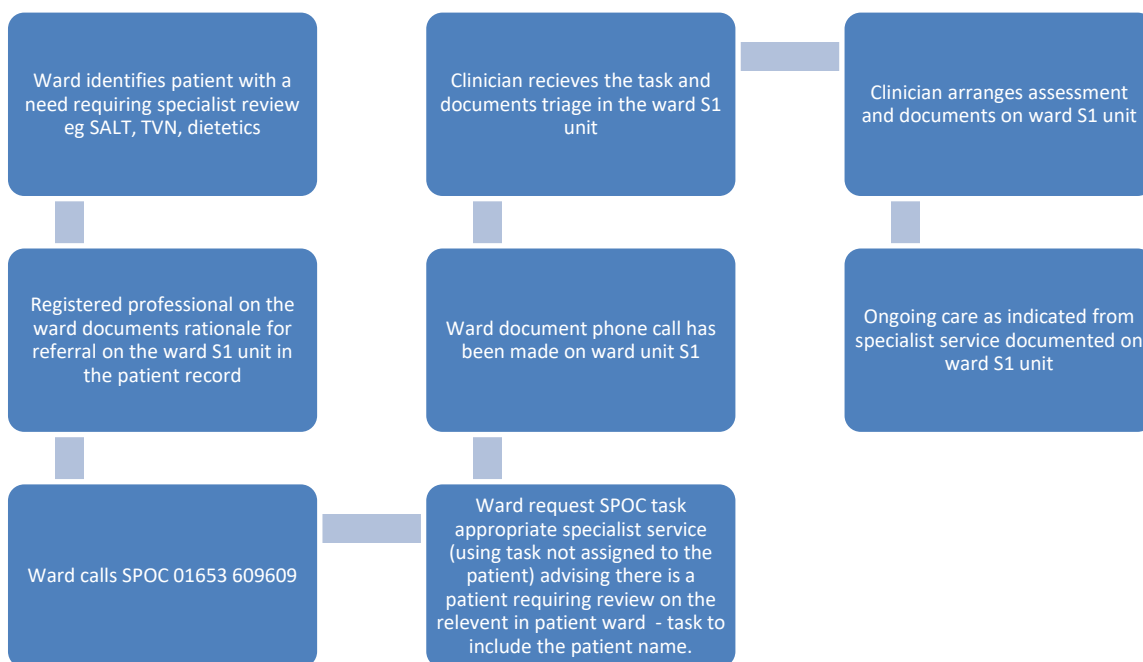 Ward identifies patient with a
need requiring specialist review
eg SALT, TVN, dietetics
Registered professional on the
ward documents rationale for
referral on the ward S1 unit in
the patient record
Ward calls SPOC 01653 609609
Ward request SPOC task
appropriate specialist service
(using task not assigned to the
patient) advising there is a
patient requiring review on the
relevent in patient ward - task to
include the patient name.
Ward document phone call has
been made on ward unit S1
Clinician recieves the task and
documents triage in the ward S1
unit
Clinician arranges assessment
and documents on ward S1 unit
Ongoing care as indicated from
specialist service documented on
ward S1 unit